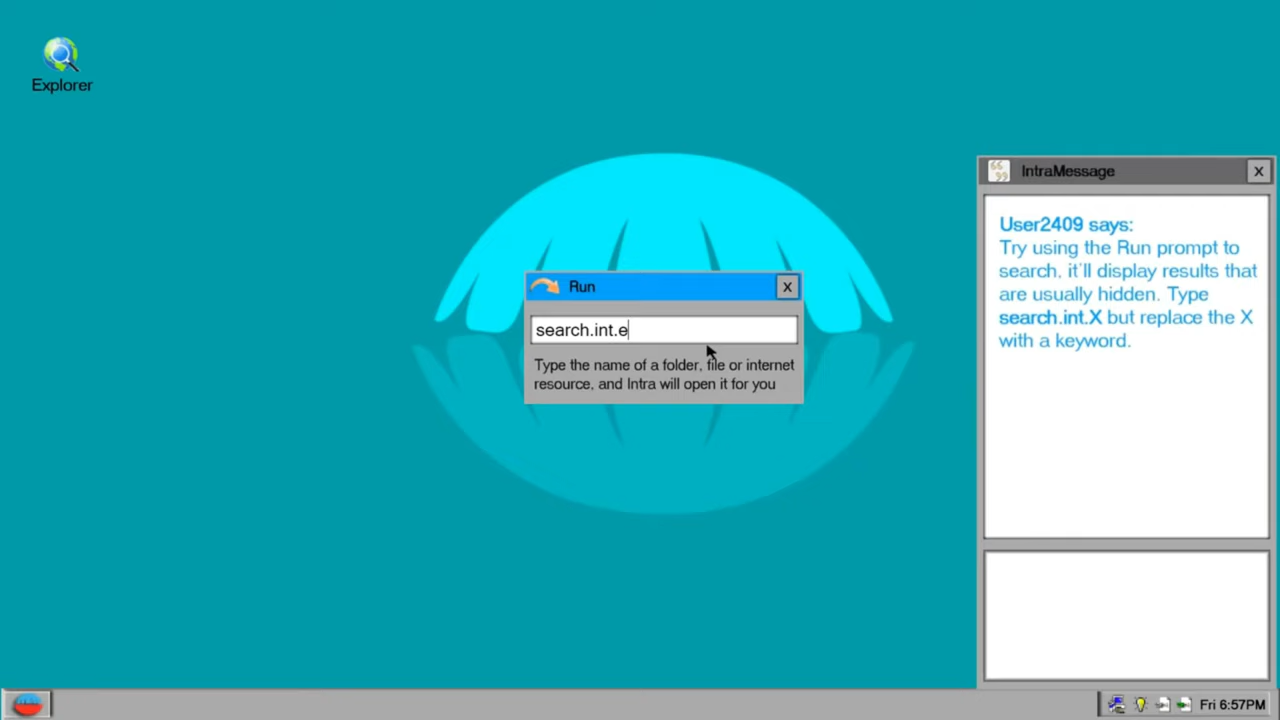 Explorer
IntraMessage
X
User2409 says:
Try using the Run prompt to
search, it'll display results that
are usually hidden. Type
search.int.X but replace the X
with a keyword.
Run
X
search.int.e
Type the name of a folder, file or internet
resource, and Intra will open it for you
Fri 6:57PM